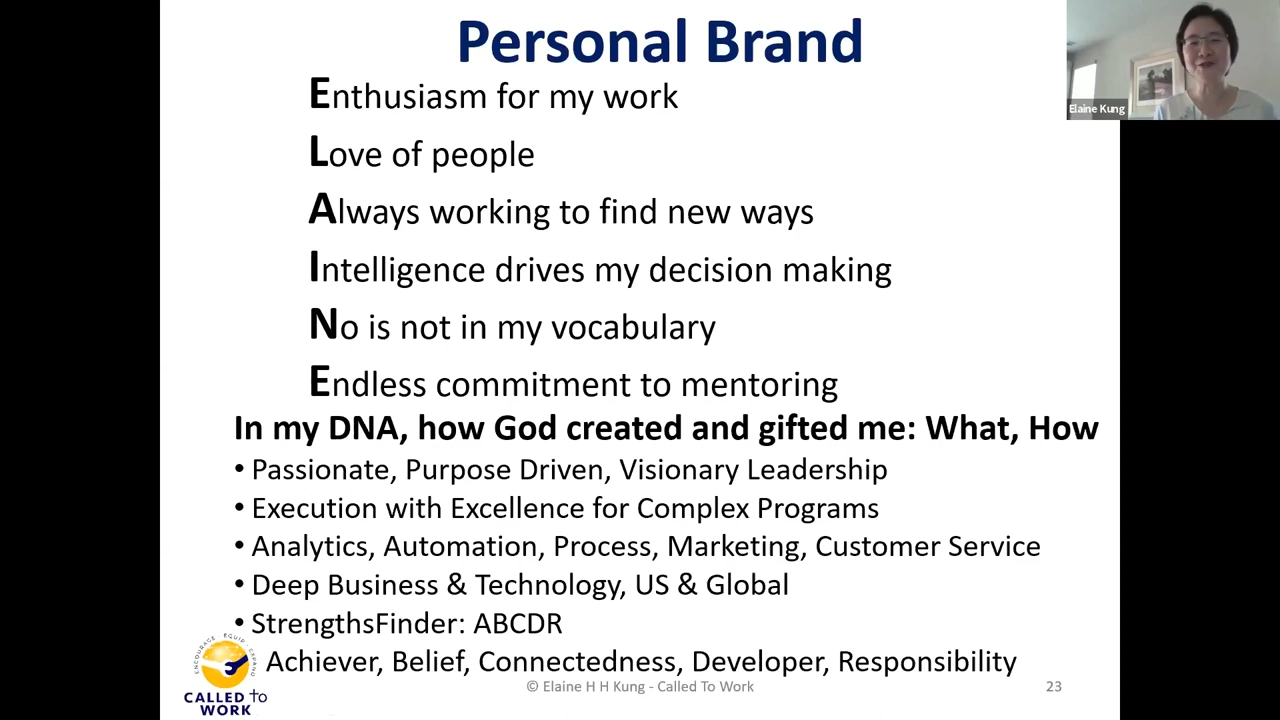 Personal Brand
Elaine Kung
Enthusiasm for my work
Love of people
Always working to find new ways
Intelligence drives my decision making
No is not in my vocabulary
Endless commitment to mentoring
In my DNA, how God created and gifted me: What, How
• Passionate, Purpose Driven, Visionary Leadership
• Execution with Excellence for Complex Programs
• Analytics, Automation, Process, Marketing, Customer Service
• Deep Business & Technology, US & Global
• StrengthsFinder: ABCDR
Achiever, Belief, Connectedness, Developer, Responsibility
ENCOURAGE EQUIP EXPAND
CALLED TO
WORK
© Elaine H H Kung - Called To Work
23